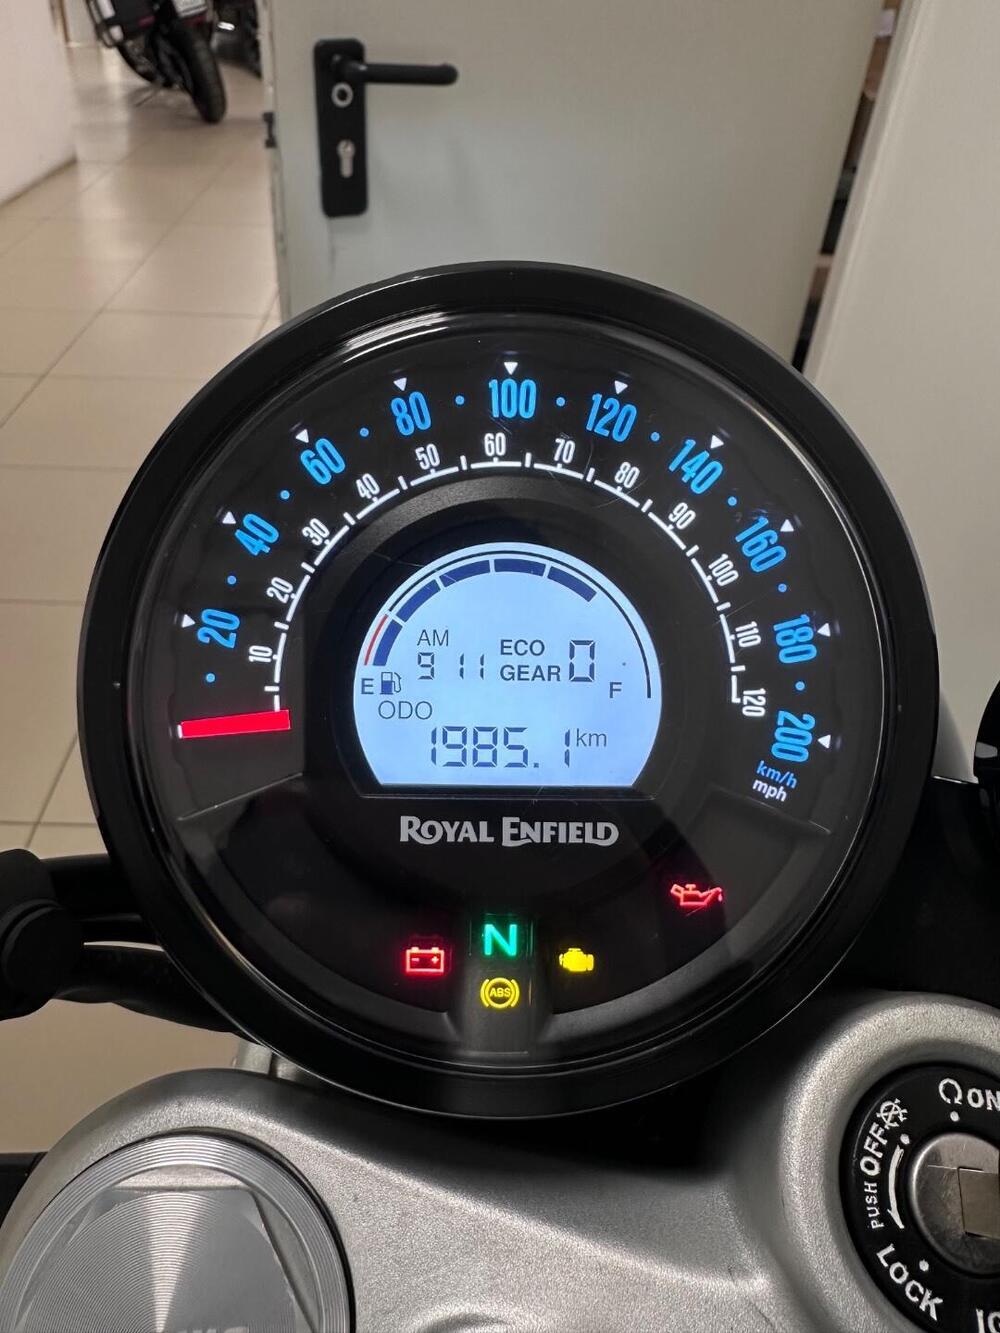 20 40 60 80 100 120 140 160 180 200
10 20 30 40 50 60 70 80 90 100 110 120
km/h
mph
AM ECO
9 11 GEAR 0
E F
ODO
1985.1 km
ROYAL ENFIELD
N
ABS
ON
OFF
PUSH
LOCK